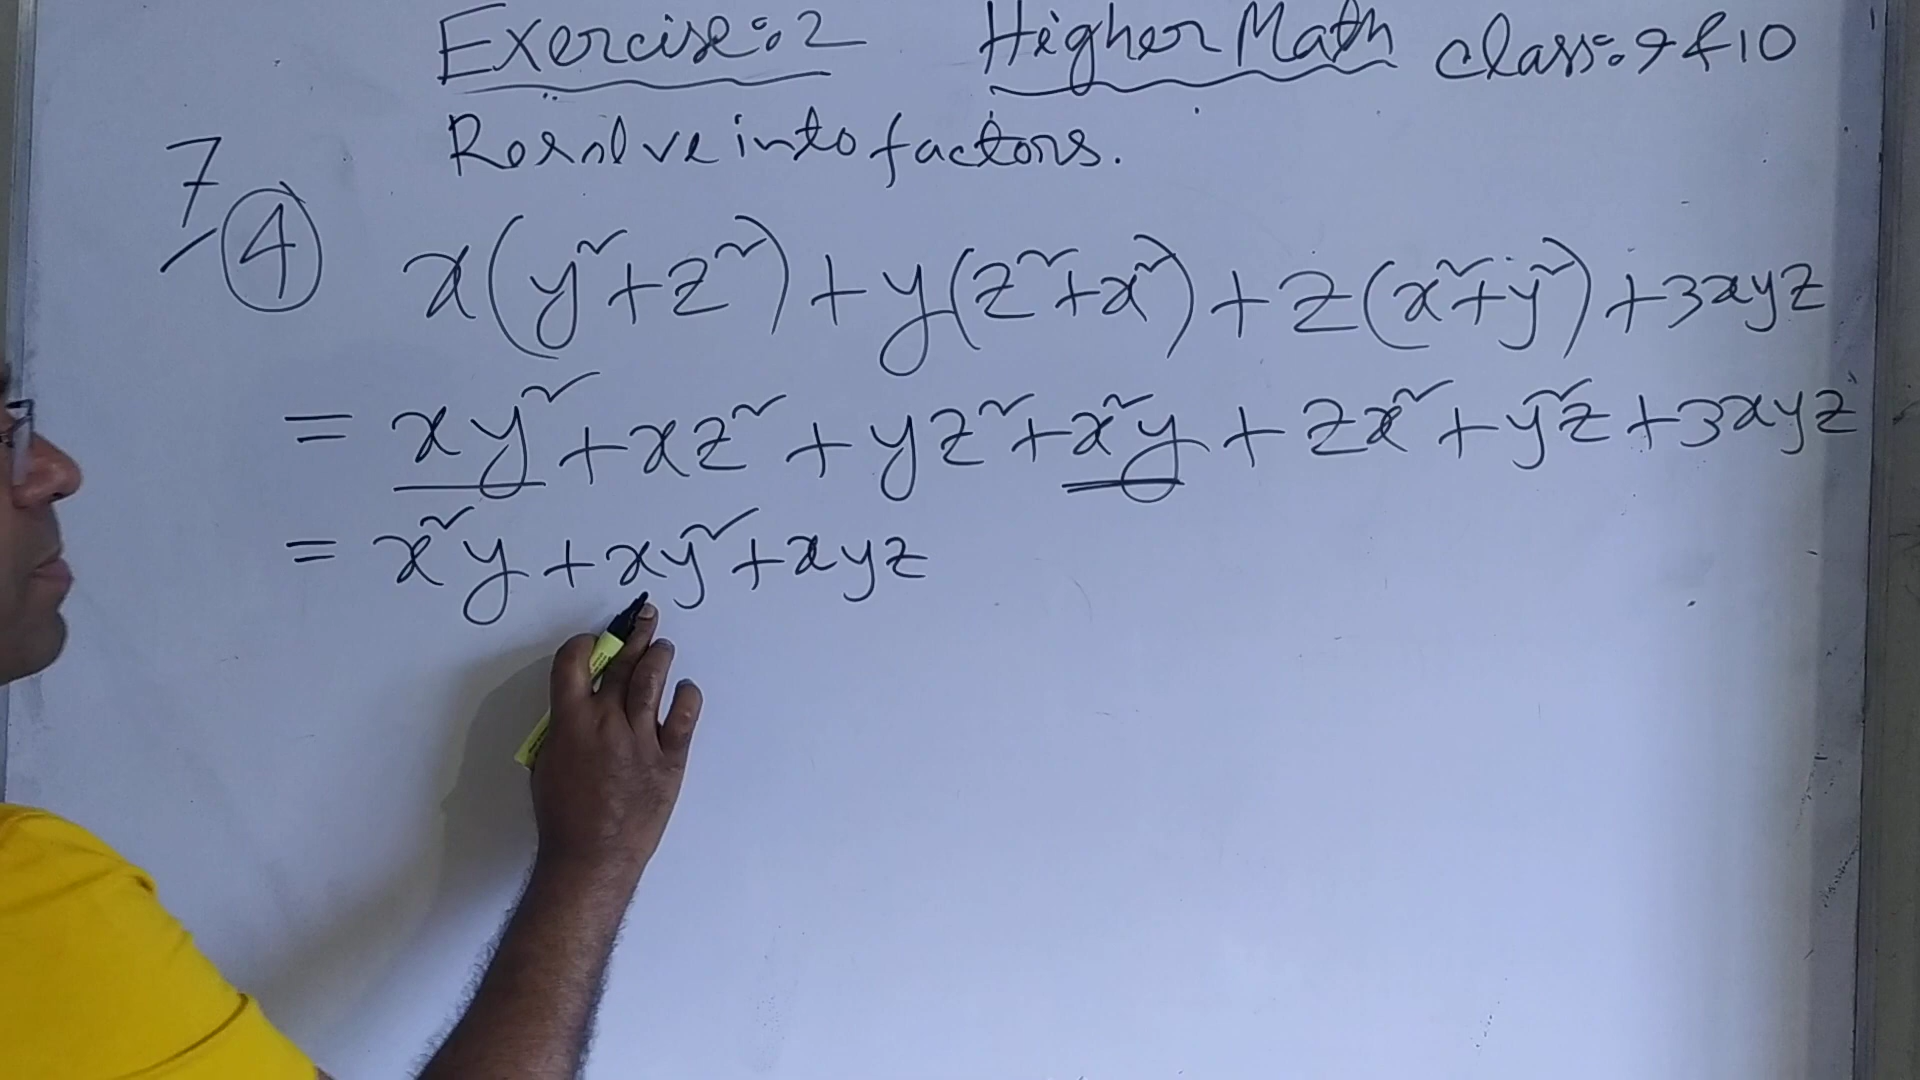 Exercise:2 Higher Math class:9&10
Resolve into factors.
7
④ x(y²+z²)+y(z²+x²)+z(x²+y²)+3xyz
= xy²+xz²+yz²+x²y+zx²+y²z+3xyz
= x²y+xy²+xyz